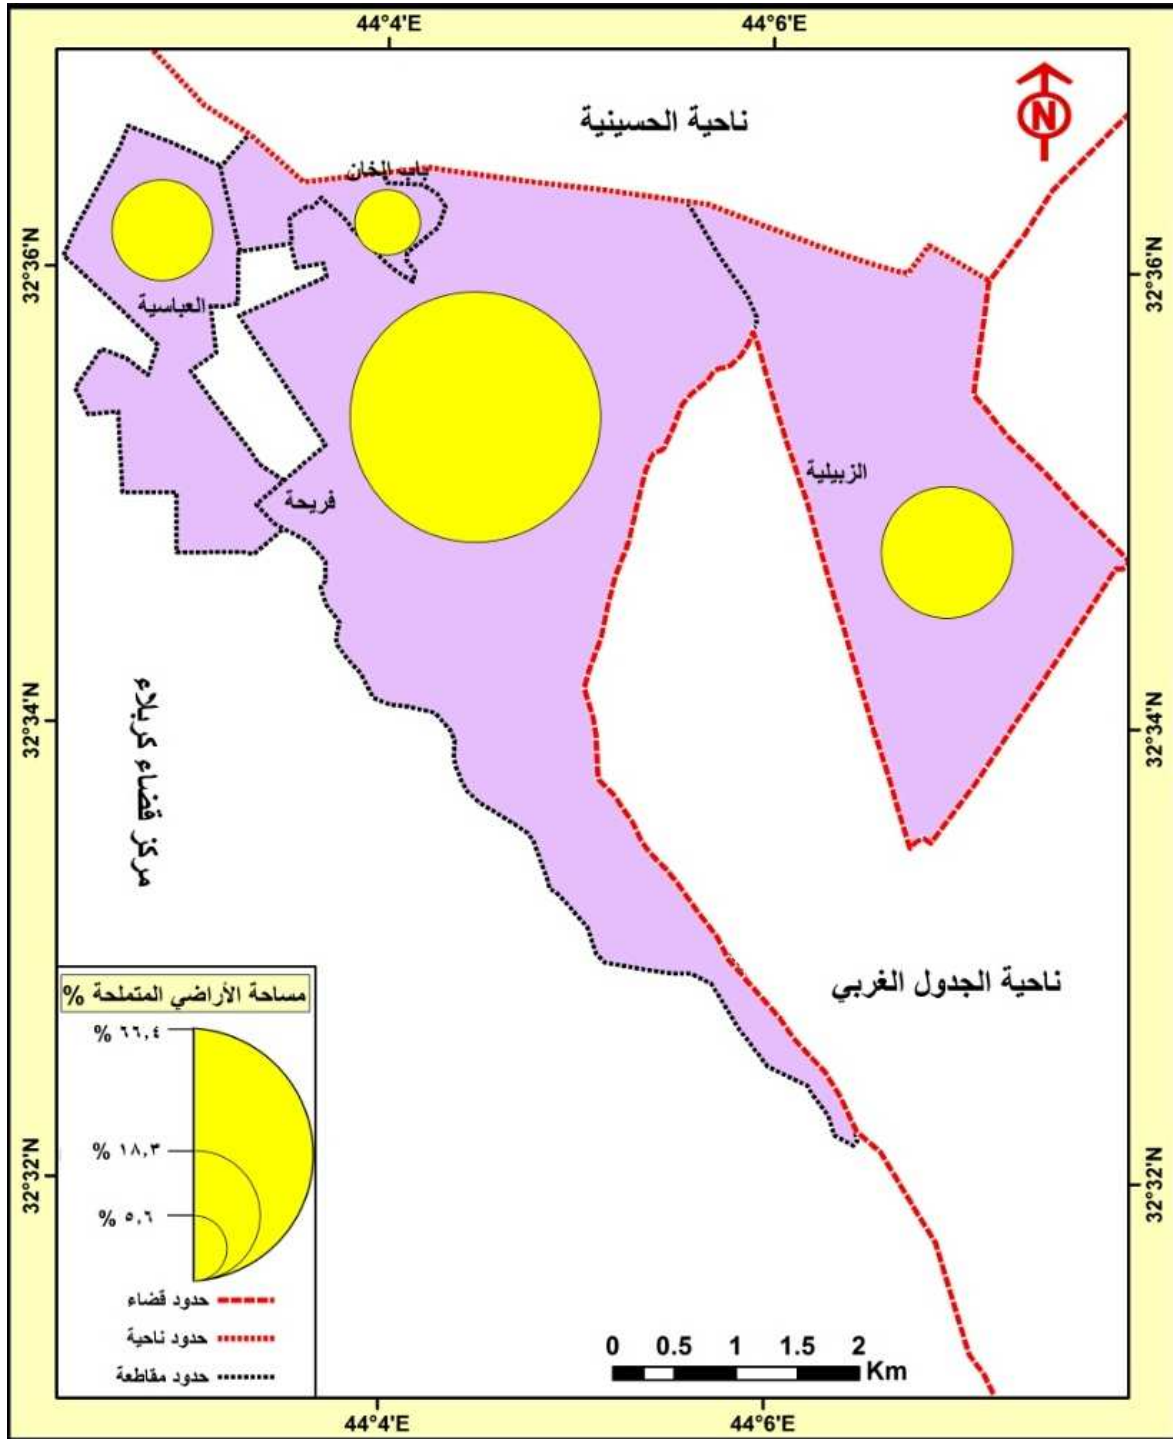 44°4'E
44°6'E
N
ناحية الحسينية
باب الخان
32°36'N
32°36'N
العباسية
الزبيلية
فريحة
32°34'N
32°34'N
مركز قضاء كربلاء
ناحية الجدول الغربي
مساحة الأراضي المتملحة %
٦٦,٤ %
١٨,٣ %
٥,٦ %
32°32'N
32°32'N
حدود قضاء
حدود ناحية
حدود مقاطعة
0 0.5 1 1.5 2
Km
44°4'E
44°6'E